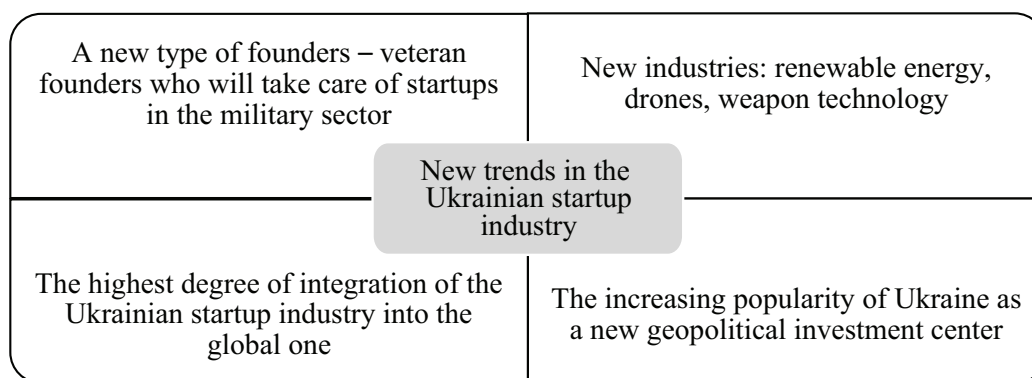 A new type of founders – veteran
founders who will take care of startups
in the military sector
New industries: renewable energy,
drones, weapon technology
New trends in the
Ukrainian startup
industry
The highest degree of integration of the
Ukrainian startup industry into the
global one
The increasing popularity of Ukraine as
a new geopolitical investment center